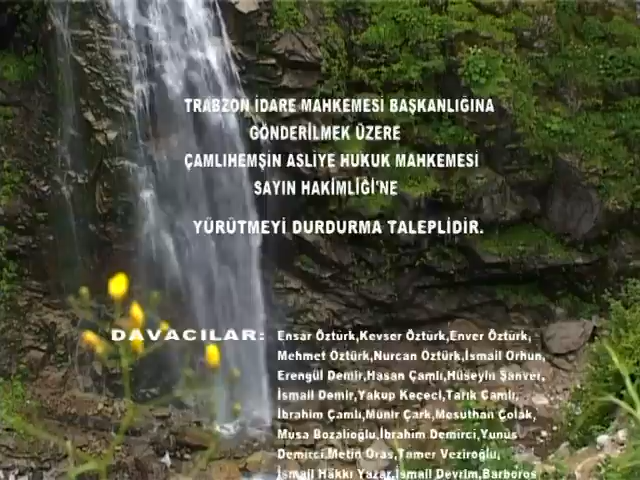 TRABZON İDARE MAHKEMESİ BAŞKANLIĞINA
GÖNDERİLMEK ÜZERE
ÇAMLIHEMŞİN ASLİYE HUKUK MAHKEMESİ
SAYIN HAKİMLİĞİ'NE
YÜRÜTMEYİ DURDURMA TALEPLİDİR.
DAVACILAR: Ensar Öztürk,Kevser Öztürk,Enver Öztürk,
Mehmet Öztürk,Nurcan Öztürk,İsmail Orhun,
Erengül Demir,Hasan Çamlı,Hüseyin Şanver,
İsmail Demir,Yakup Keçeci,Tarık Çamlı,
İbrahim Çamlı,Münir Çark,Mesuthan Çolak,
Musa Bozalioğlu,İbrahim Demirci,Yunus
Demirci,Metin Oras,Tamer Veziroğlu,
İsmail Hakkı Yazar,İsmail Devrim,Barboros